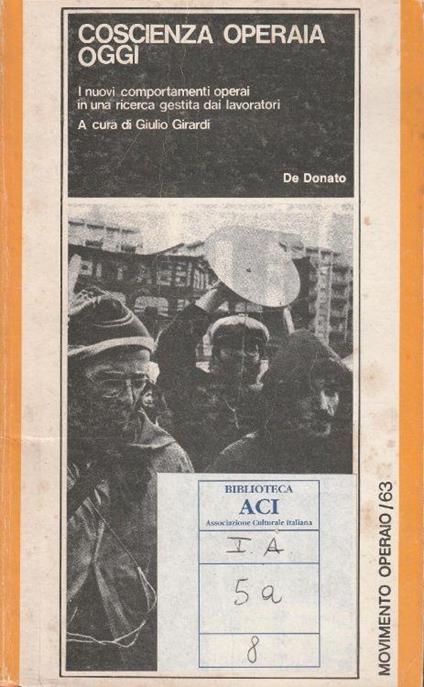 COSCIENZA OPERAIA
OGGI
I nuovi comportamenti operai
in una ricerca gestita dai lavoratori
A cura di Giulio Girardi
De Donato
BIBLIOTECA
ACI
Associazione Culturale Italiana
I A
5a
8
MOVIMENTO OPERAIO/63